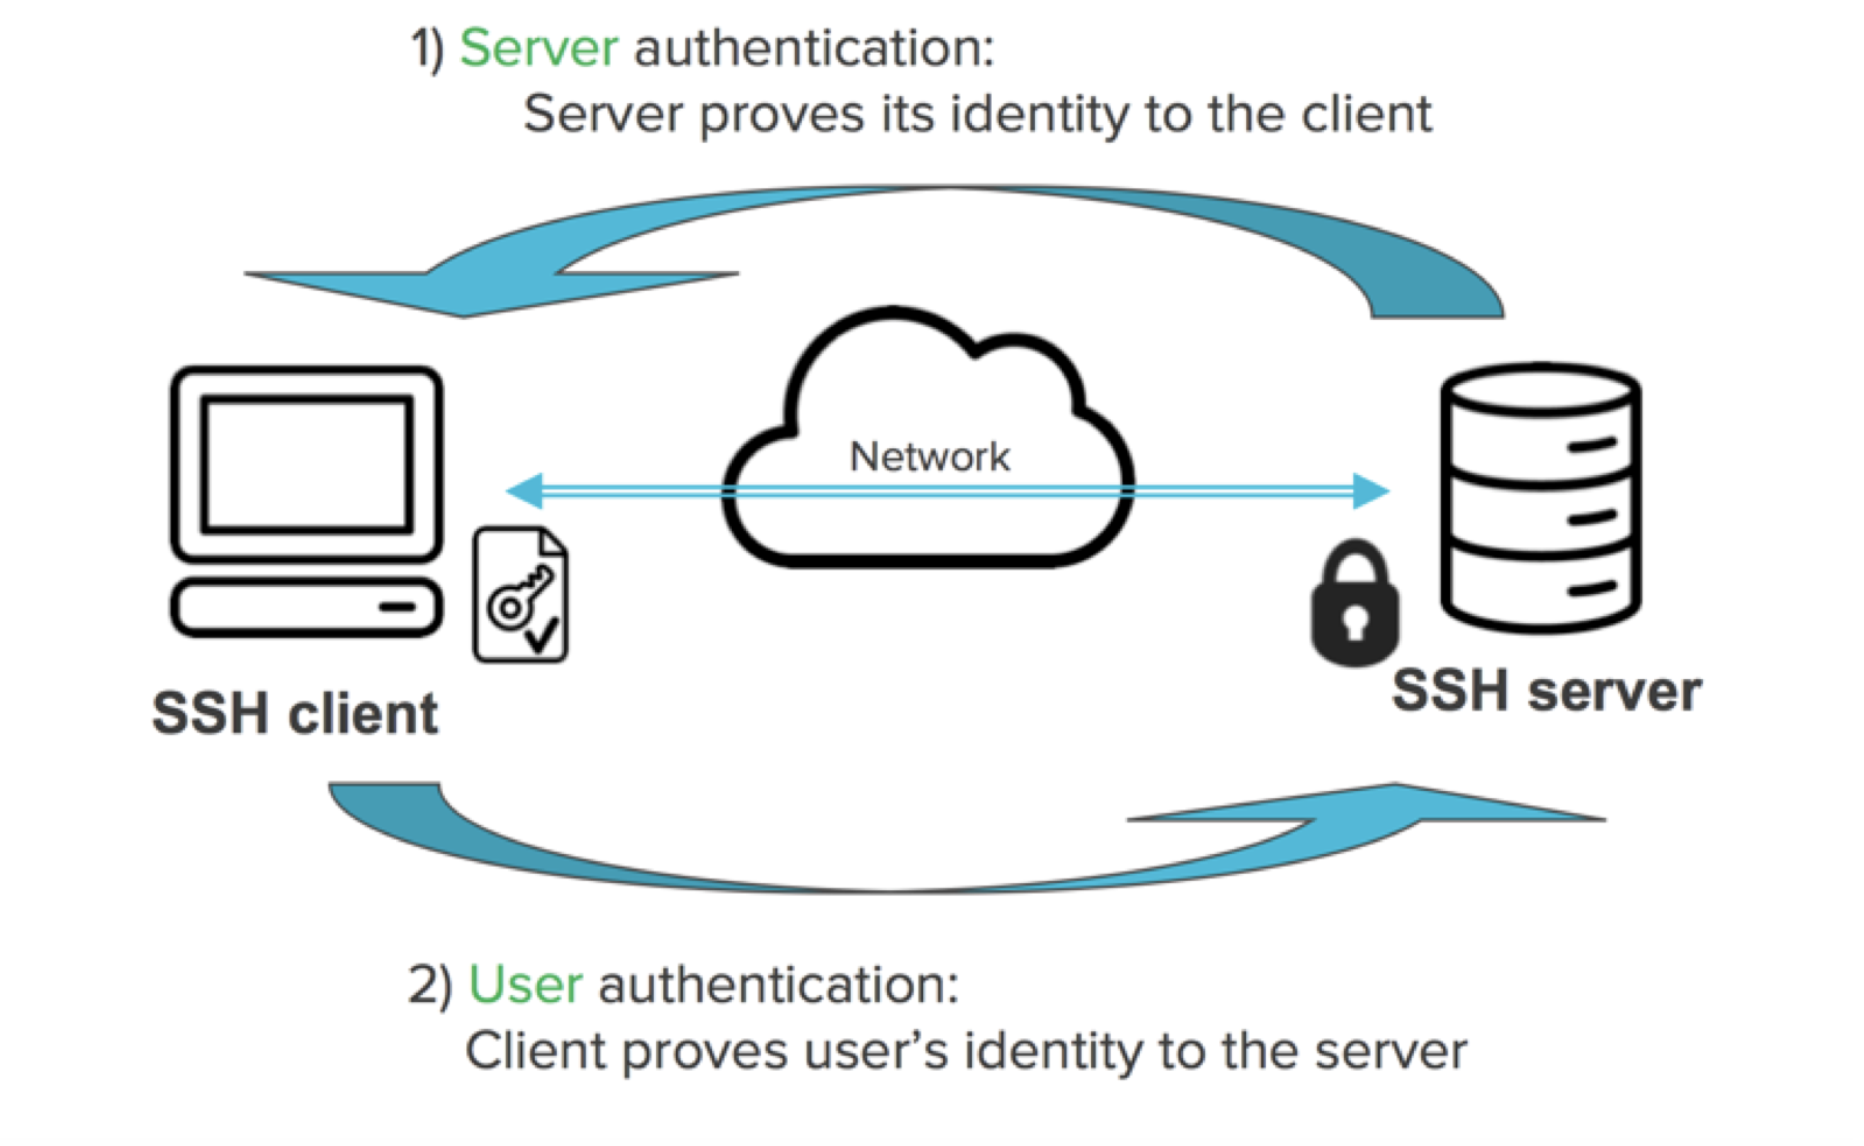 1) Server authentication:
Server proves its identity to the client
Network
SSH client
SSH server
2) User authentication:
Client proves user’s identity to the server